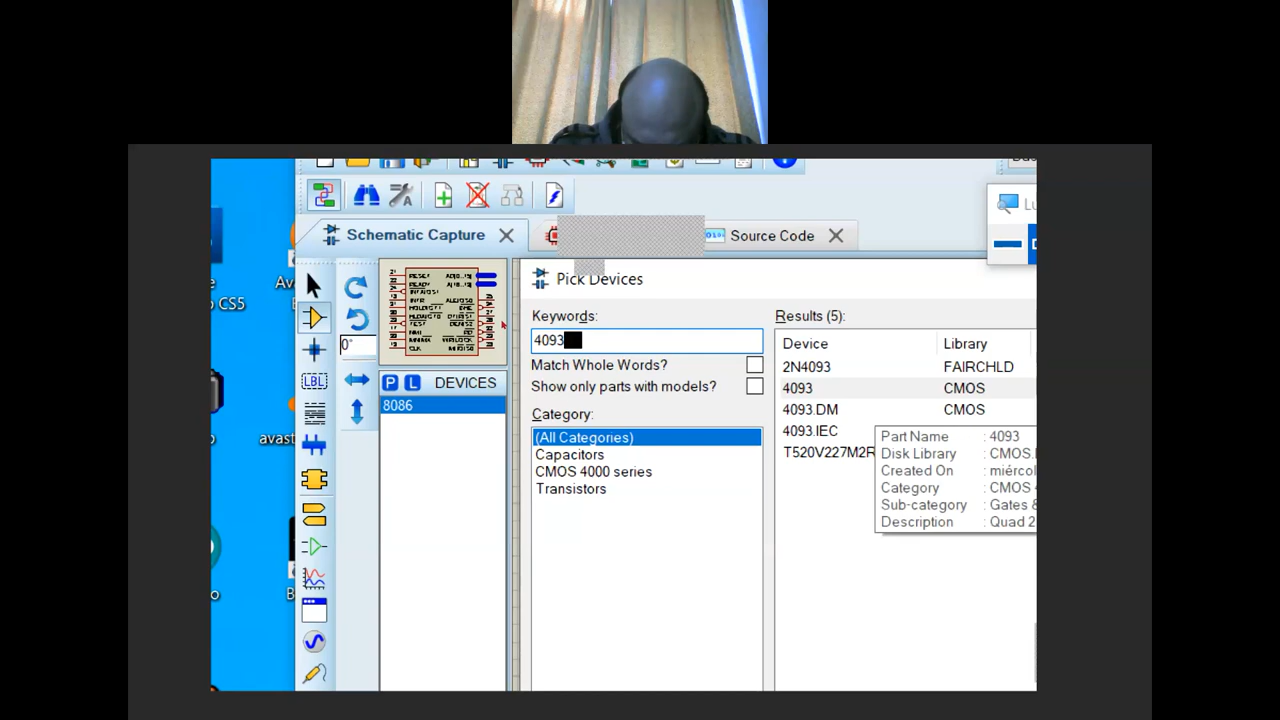 Schematic Capture
Source Code
CS5
Pick Devices
Keywords:
4093
Match Whole Words?
Show only parts with models?
Category:
(All Categories)
Capacitors
CMOS 4000 series
Transistors
Results (5):
Device Library
2N4093 FAIRCHLD
4093 CMOS
4093.DM CMOS
4093.IEC
T520V227M2R
Part Name : 4093
Disk Library : CMOS.
Created On : miércol
Category : CMOS
Sub-category : Gates &
Description : Quad 2
0°
LBL
P L DEVICES
8086
avast